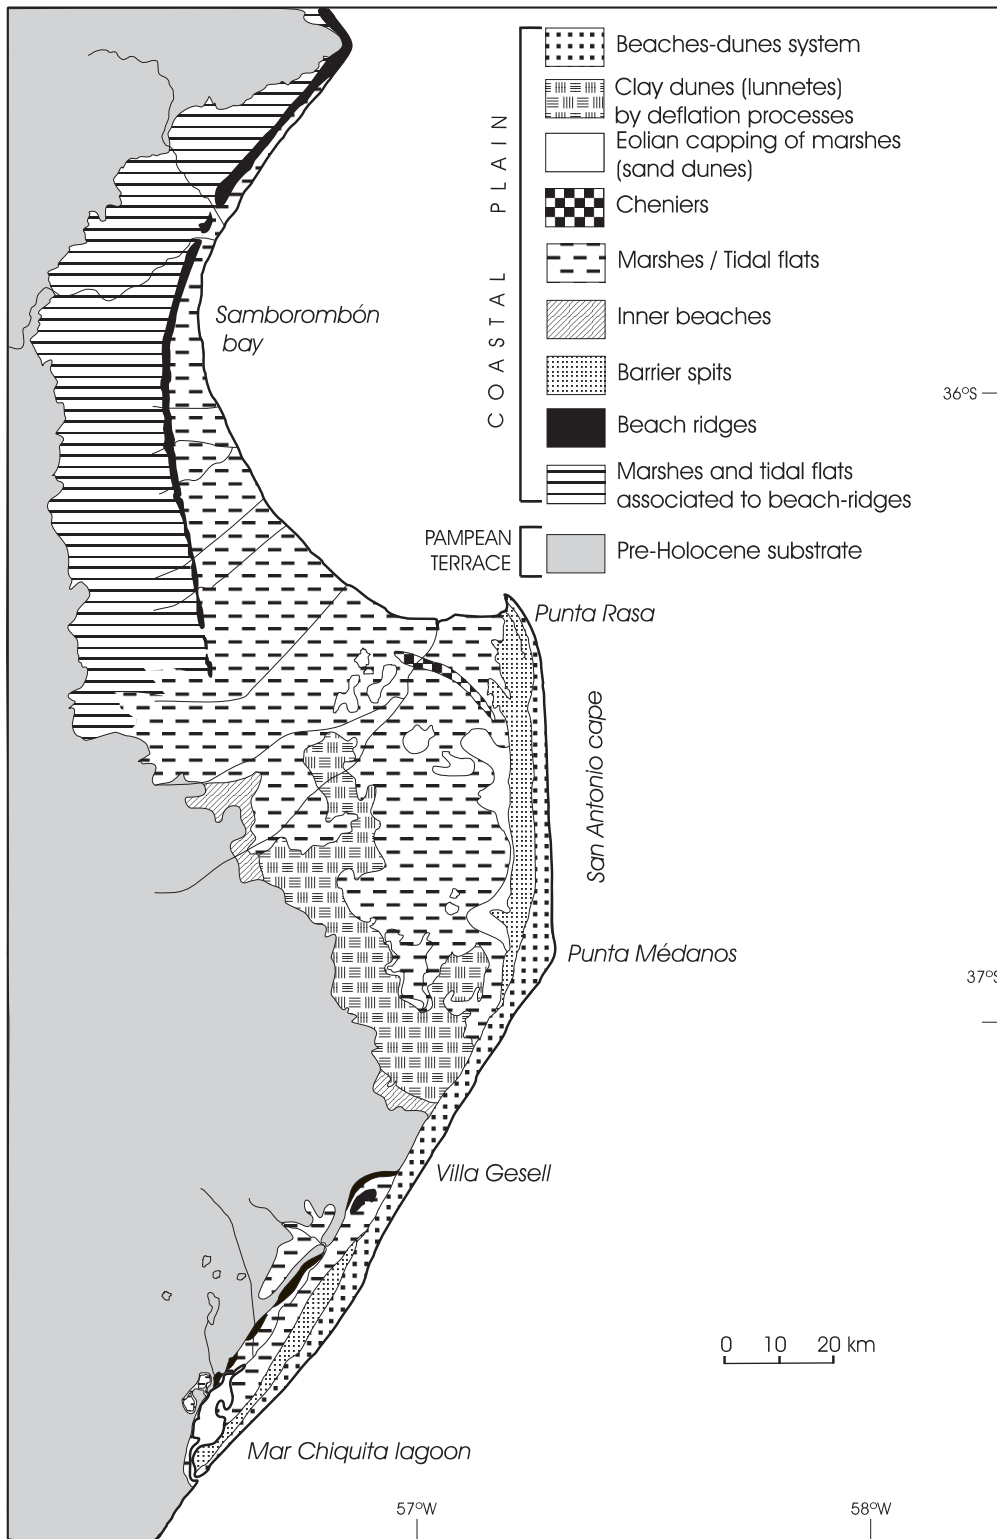 Beaches-dunes system
Clay dunes (lunnetes)
by deflation processes
Eolian capping of marshes
(sand dunes)
Cheniers
Marshes / Tidal flats
Inner beaches
Barrier spits
Beach ridges
Marshes and tidal flats
associated to beach-ridges
COASTAL PLAIN
PAMPEAN
TERRACE
Pre-Holocene substrate
Samborombón
bay
36ºS
Punta Rasa
San Antonio cape
Punta Médanos
37ºS
Villa Gesell
0 10 20 km
Mar Chiquita lagoon
57ºW
58ºW